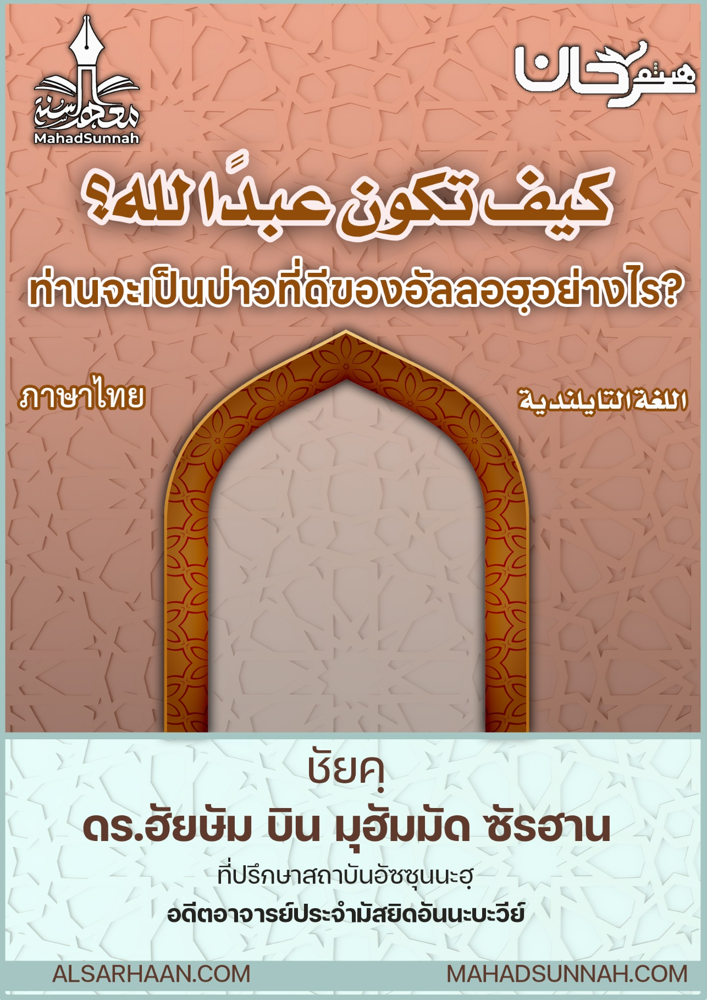 معهد سنة
MahadSunnah
هيثم سرحان
كيف تكون عبدًا لله؟
ท่านจะเป็นบ่าวที่ดีของอัลลอฮฺอย่างไร?
ภาษาไทย
اللغة التايلندية
ชัยคฺ
ดร.ฮัยษัม บิน มุฮัมมัด ซัรฮาน
ที่ปรึกษาสถาบันอัซซุนนะฮฺ
อดีตอาจารย์ประจำมัสยิดอันนะบะวีย์
ALSARHAAN.COM
MAHADSUNNAH.COM